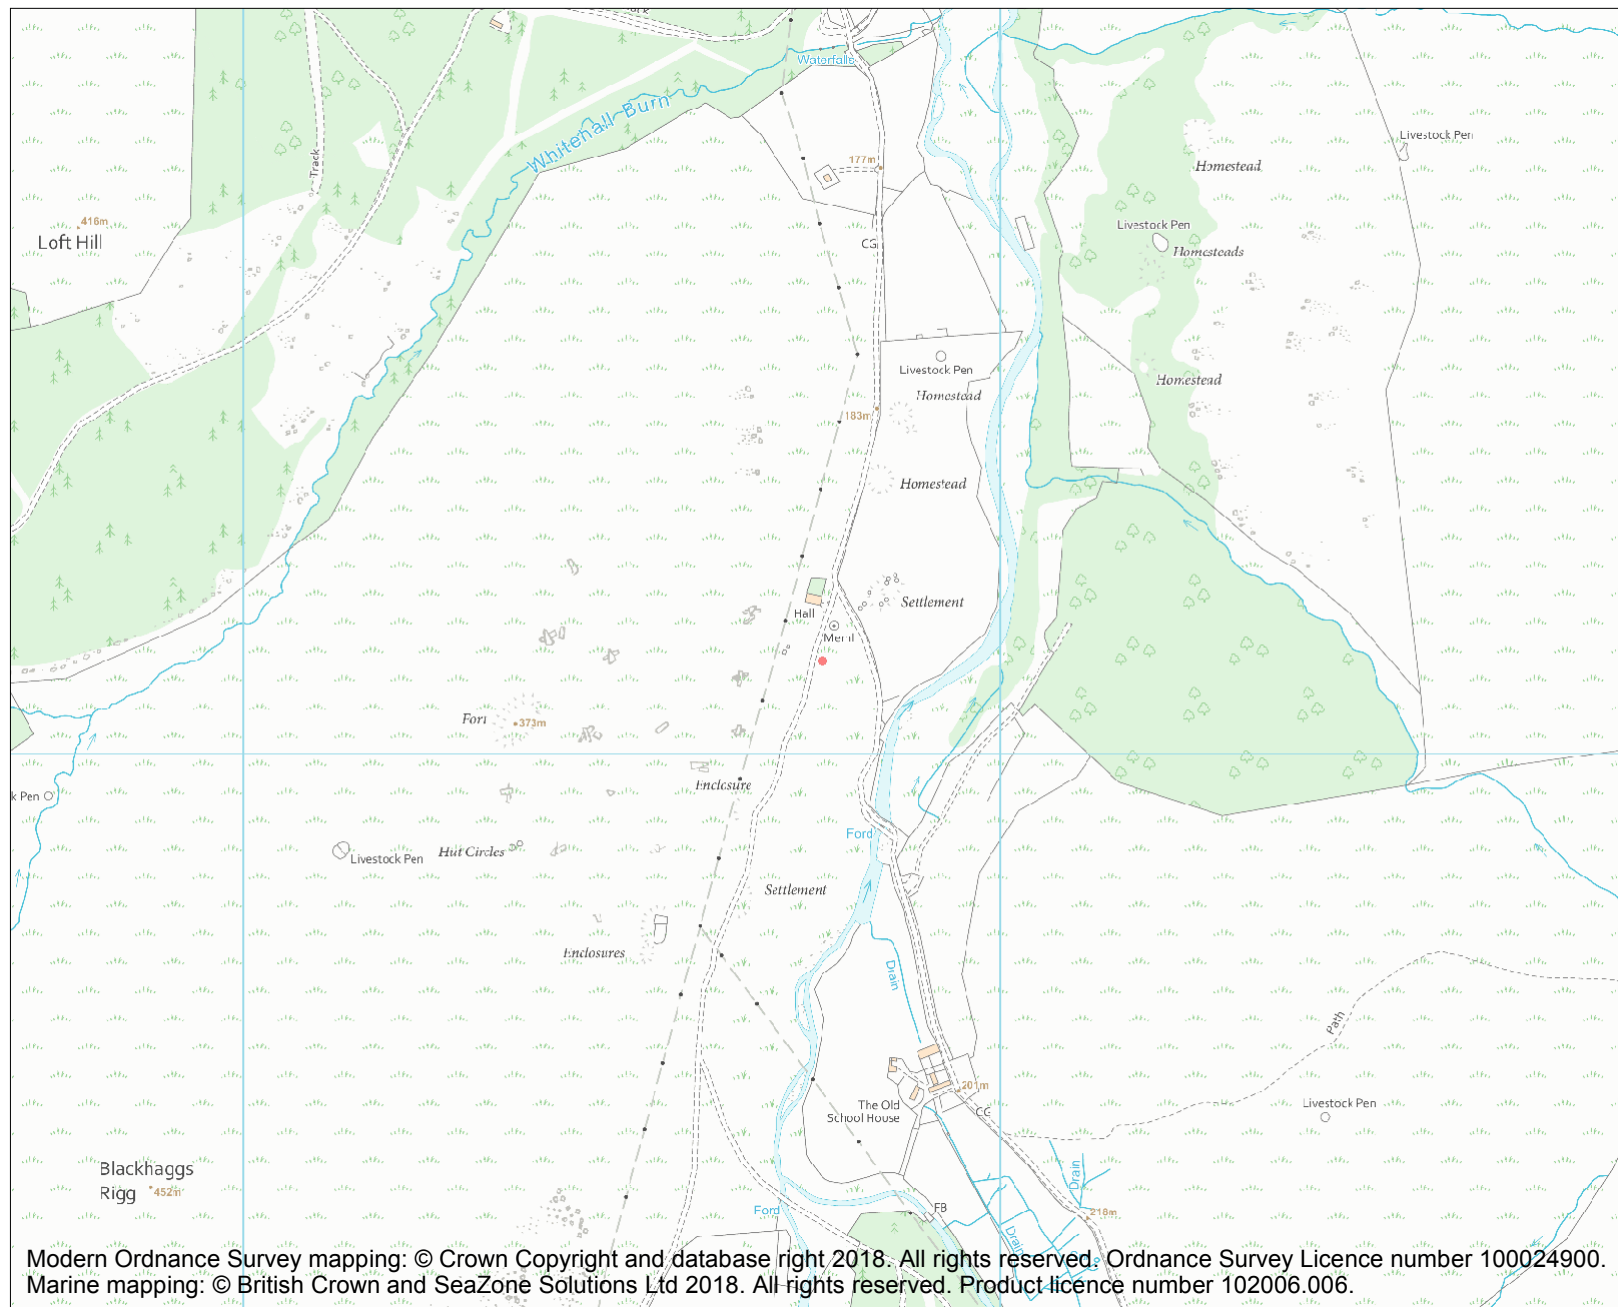 Waterfalls
Whitehall Burn
Track
177m
Livestock Pen
Homestead
416m
Loft Hill
Livestock Pen
Homesteads
CG
Livestock Pen
Homestead
Homestead
183m
Homestead
Settlement
Hall
Meml
Fort
373m
Enclosure
k Pen
Ford
Livestock Pen
Hut Circles
Settlement
Enclosures
Drain
Path
201m
The Old
School House
CG
Livestock Pen
Blackhaggs
Rigg
452m
Drain
Ford
FB
218m
Drain
Modern Ordnance Survey mapping: © Crown Copyright and database right 2018. All rights reserved. Ordnance Survey Licence number 100024900.
Marine mapping: © British Crown and SeaZone Solutions Ltd 2018. All rights reserved. Product licence number 102006.006.